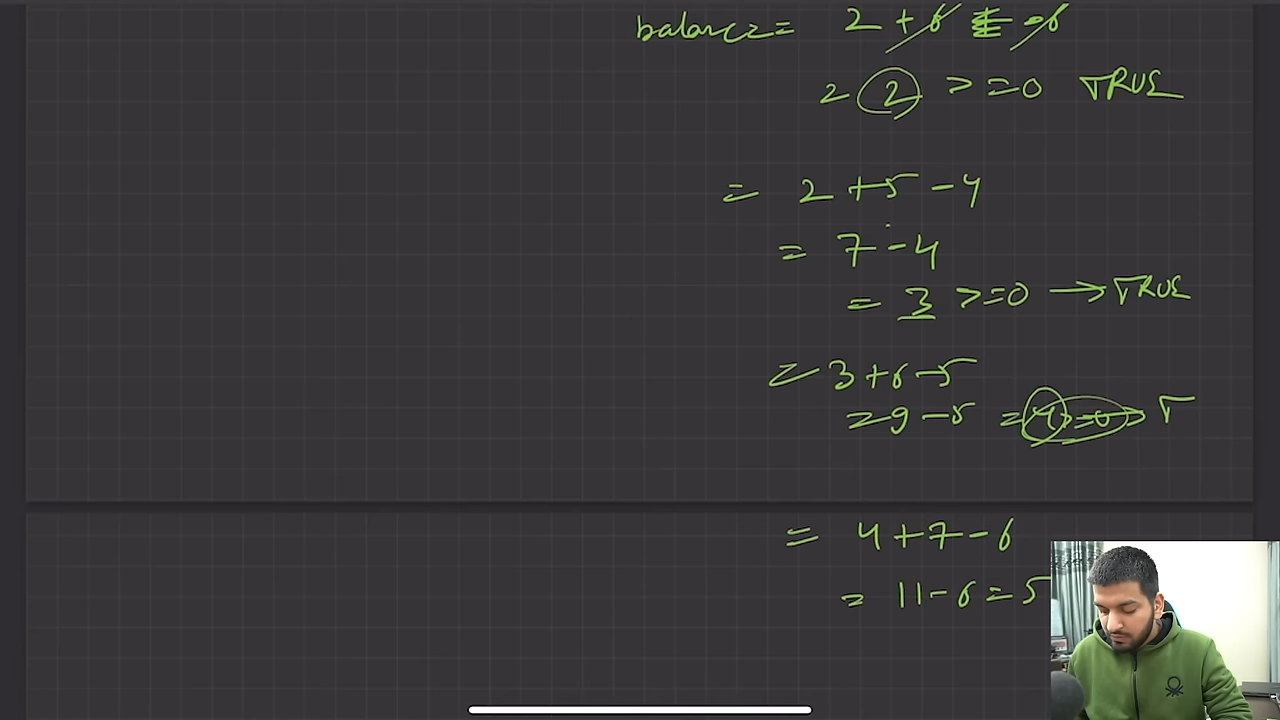 balance = 2 + 6 - 6
2 2 >= 0 TRUE
= 2 + 5 - 4
= 7 - 4
= 3 >= 0 → TRUE
= 3 + 6 - 5
= 9 - 5 = 4 >= 0 → T
= 4 + 7 - 6
= 11 - 6 = 5